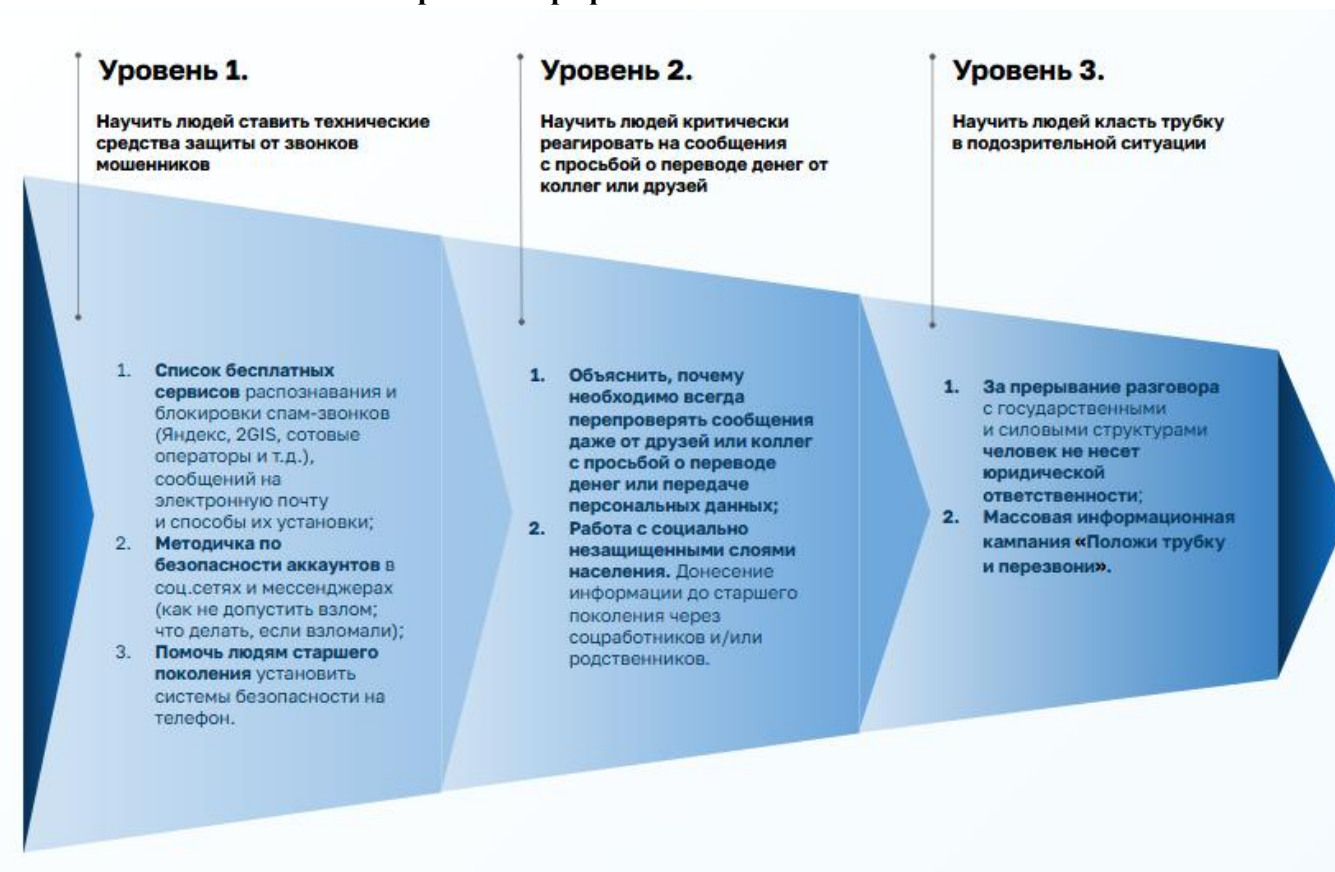 Уровень 1.
Научить людей ставить технические
средства защиты от звонков
мошенников
1. Список бесплатных
сервисов распознавания и
блокировки спам-звонков
(Яндекс, 2GIS, сотовые
операторы и т.д.),
сообщений на
электронную почту
и способы их установки;
2. Методичка по
безопасности аккаунтов в
соц.сетях и мессенджерах
(как не допустить взлом;
что делать, если взломали);
3. Помочь людям старшего
поколения установить
системы безопасности на
телефон.
Уровень 2.
Научить людей критически
реагировать на сообщения
с просьбой о переводе денег от
коллег или друзей
1. Объяснить, почему
необходимо всегда
перепроверять сообщения
даже от друзей или коллег
с просьбой о переводе
денег или передаче
персональных данных;
2. Работа с социально
незащищенными слоями
населения. Донесение
информации до старшего
поколения через
соцработников и/или
родственников.
Уровень 3.
Научить людей класть трубку
в подозрительной ситуации
1. За прерывание разговора
с государственными
и силовыми структурами
человек не несет
юридической
ответственности;
2. Массовая информационная
кампания «Положи трубку
и перезвони».